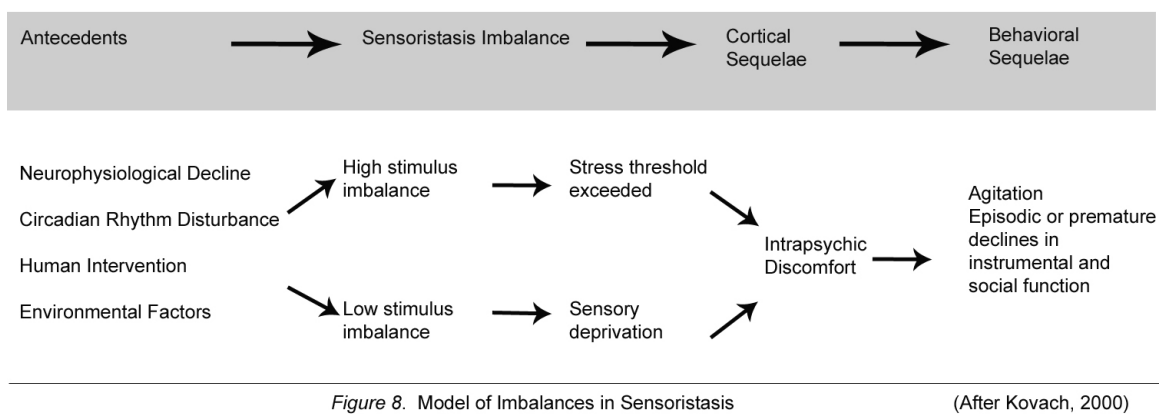 Antecedents
Sensoristasis Imbalance
Cortical
Sequelae
Behavioral
Sequelae
Neurophysiological Decline
Circadian Rhythm Disturbance
Human Intervention
Environmental Factors
High stimulus
imbalance
Low stimulus
imbalance
Stress threshold
exceeded
Sensory
deprivation
Intrapsychic
Discomfort
Agitation
Episodic or premature
declines in
instrumental and
social function
Figure 8. Model of Imbalances in Sensoristasis
(After Kovach, 2000)